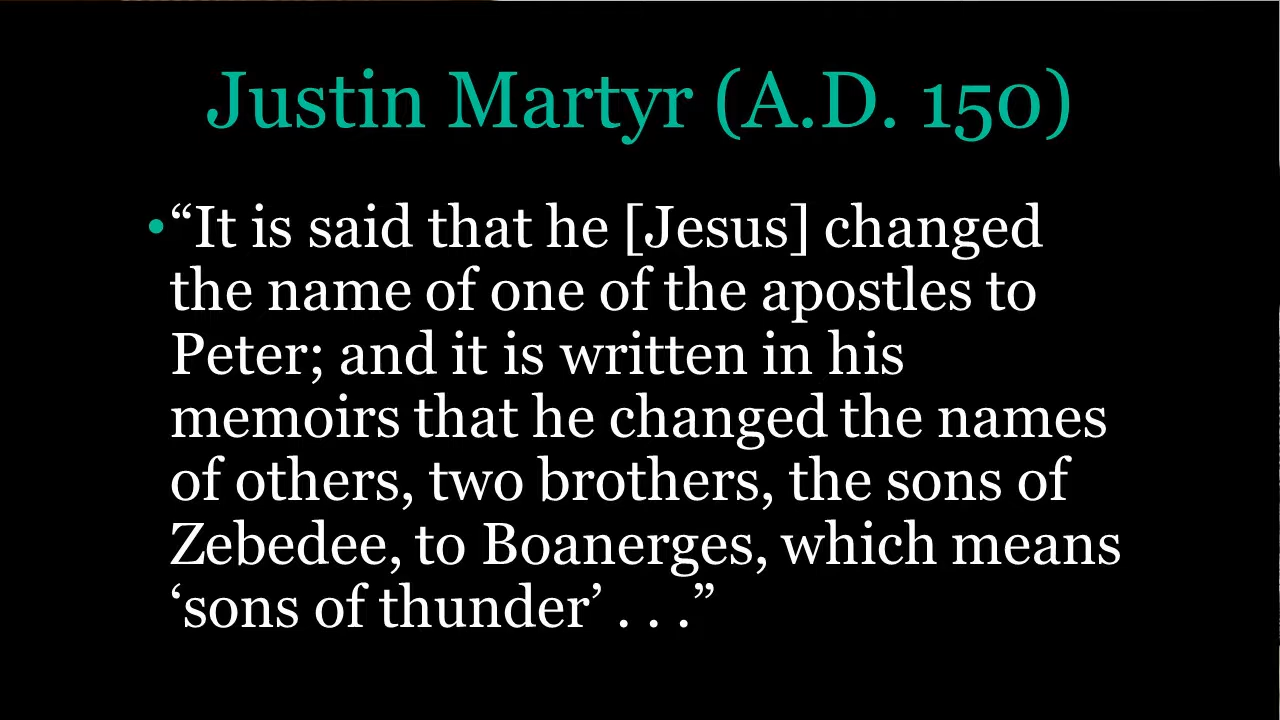 Justin Martyr (A.D. 150)
•“It is said that he [Jesus] changed
the name of one of the apostles to
Peter; and it is written in his
memoirs that he changed the names
of others, two brothers, the sons of
Zebedee, to Boanerges, which means
‘sons of thunder’ . . .”